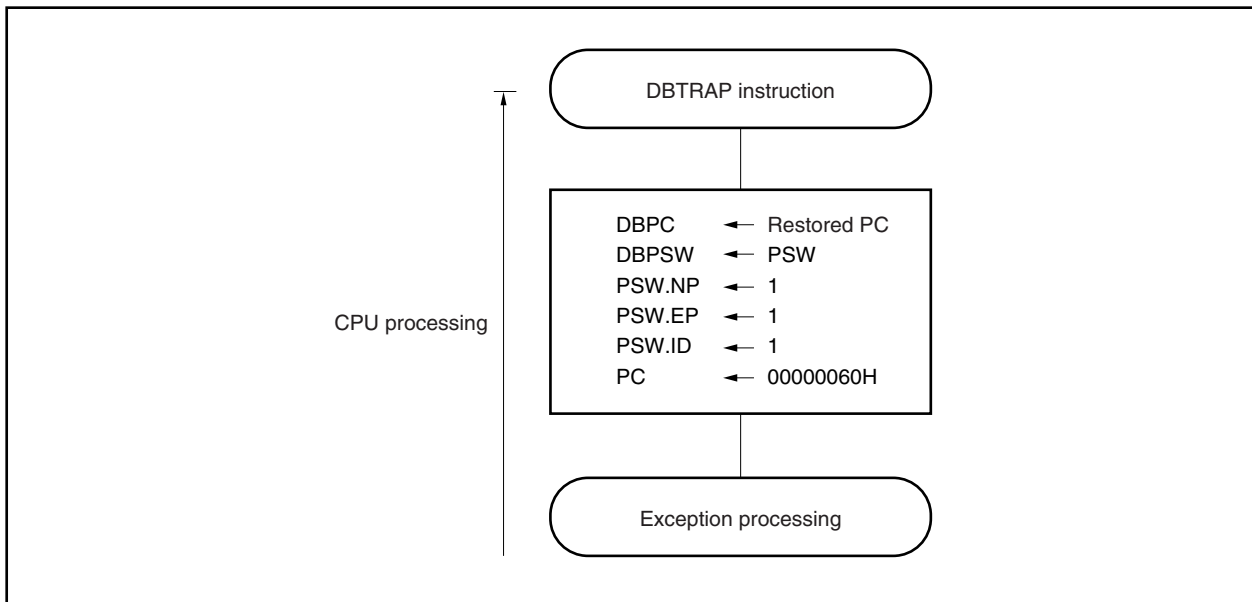 DBTRAP instruction
DBPC ← Restored PC
DBPSW ← PSW
PSW.NP ← 1
PSW.EP ← 1
PSW.ID ← 1
PC ← 00000060H
CPU processing
Exception processing